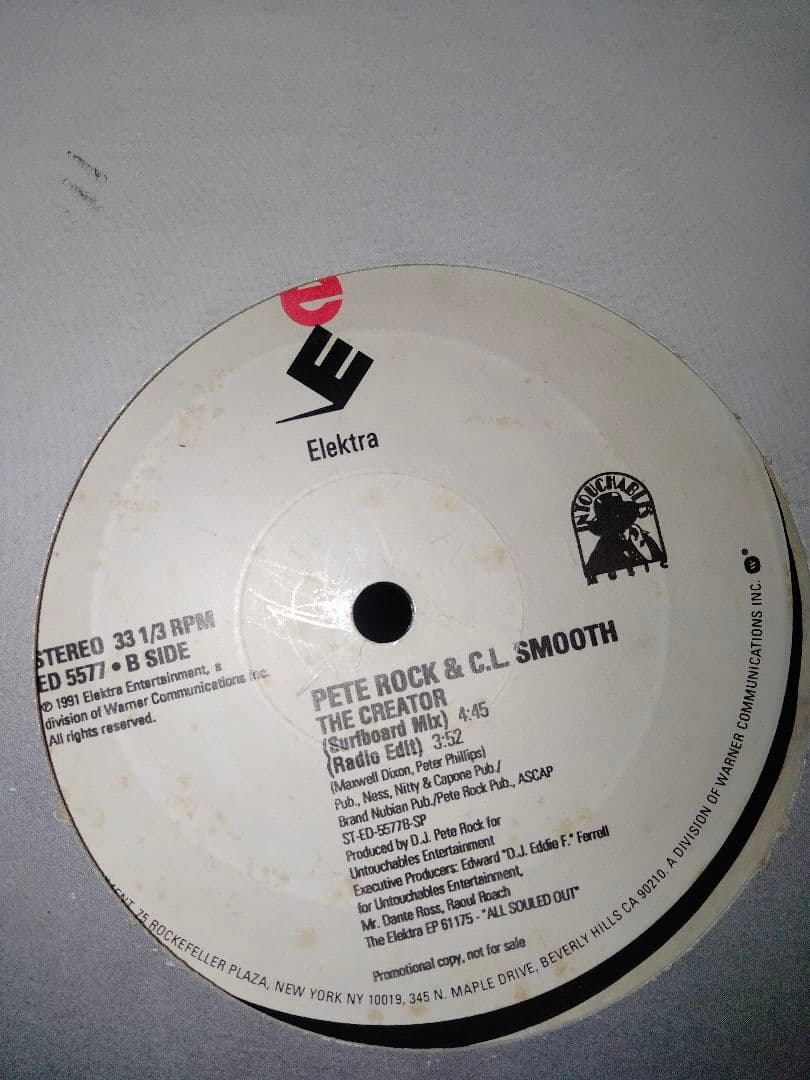 e
E
Elektra
UNTOUCHABLES
MUSIC
STEREO 33 1/3 RPM
ED 5577 • B SIDE
℗ 1991 Elektra Entertainment, a
division of Warner Communications Inc.
All rights reserved.
PETE ROCK & C.L. SMOOTH
THE CREATOR
(Surfboard Mix) 4:45
(Radio Edit) 3:52
(Maxwell Dixon, Peter Phillips)
Pub., Ness, Nitty & Capone Pub./
Brand Nubian Pub./Pete Rock Pub., ASCAP
ST-ED-5577B-SP
Produced by D.J. Pete Rock for
Untouchables Entertainment
Executive Producers: Edward "D.J. Eddie F." Ferrell
for Untouchables Entertainment,
Mr. Dante Ross, Raoul Roach
The Elektra EP 61175 - "ALL SOULED OUT"
Promotional copy, not for sale
MENT, 75 ROCKEFELLER PLAZA, NEW YORK NY 10019, 345 N. MAPLE DRIVE, BEVERLY HILLS CA 90210. A DIVISION OF WARNER COMMUNICATIONS INC.